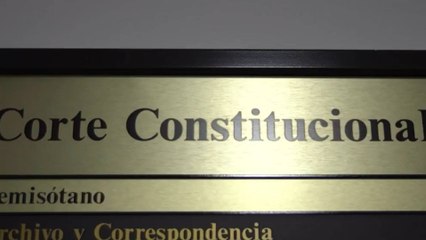 Corte Constitucional
emisótano
rchivo y Correspondencia